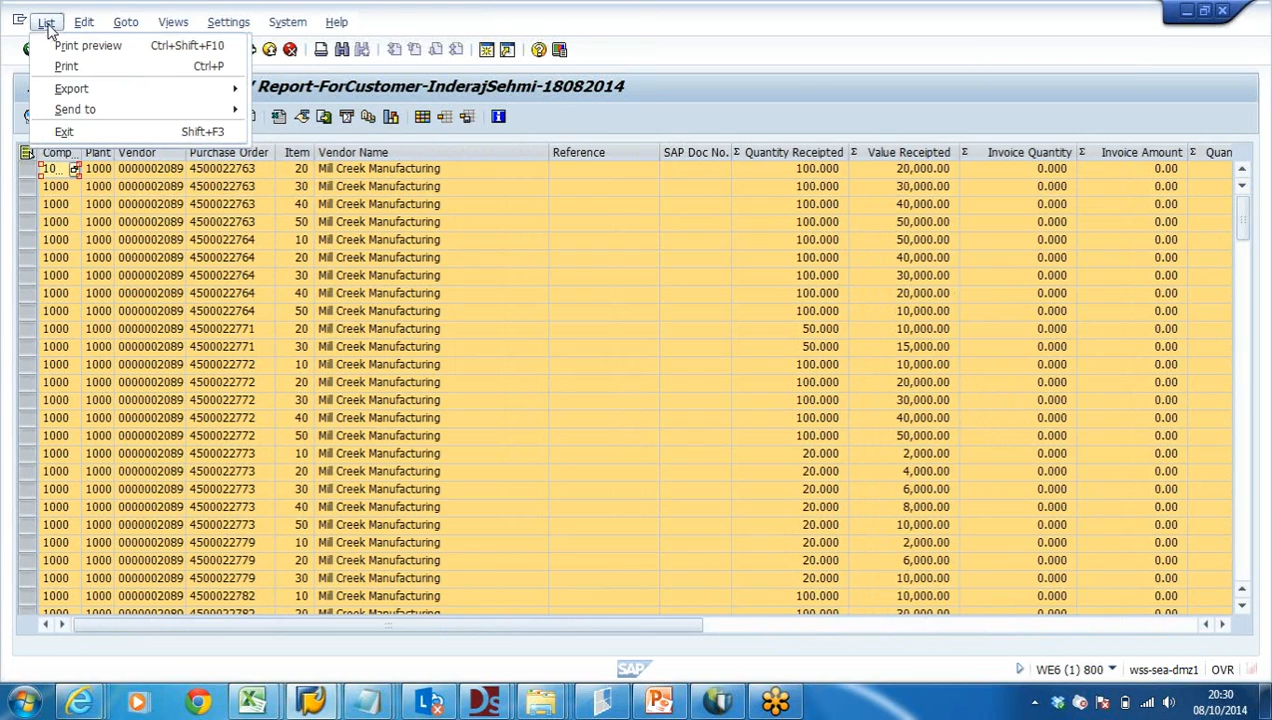 List Edit Goto Views Settings System Help
Print preview Ctrl+Shift+F10
Print Ctrl+P
Export
Send to
Exit Shift+F3
Report-ForCustomer-InderajSehmi-18082014
Comp... Plant Vendor Purchase Order Item Vendor Name Reference SAP Doc No. Σ Quantity Receipted Σ Value Receipted Σ Invoice Quantity Σ Invoice Amount Σ Quan
10... 1000 0000002089 4500022763 20 Mill Creek Manufacturing 100.000 20,000.00 0.000 0.00
1000 1000 0000002089 4500022763 30 Mill Creek Manufacturing 100.000 30,000.00 0.000 0.00
1000 1000 0000002089 4500022763 40 Mill Creek Manufacturing 100.000 40,000.00 0.000 0.00
1000 1000 0000002089 4500022763 50 Mill Creek Manufacturing 100.000 50,000.00 0.000 0.00
1000 1000 0000002089 4500022764 10 Mill Creek Manufacturing 100.000 50,000.00 0.000 0.00
1000 1000 0000002089 4500022764 20 Mill Creek Manufacturing 100.000 40,000.00 0.000 0.00
1000 1000 0000002089 4500022764 30 Mill Creek Manufacturing 100.000 30,000.00 0.000 0.00
1000 1000 0000002089 4500022764 40 Mill Creek Manufacturing 100.000 20,000.00 0.000 0.00
1000 1000 0000002089 4500022764 50 Mill Creek Manufacturing 100.000 10,000.00 0.000 0.00
1000 1000 0000002089 4500022771 20 Mill Creek Manufacturing 50.000 10,000.00 0.000 0.00
1000 1000 0000002089 4500022771 30 Mill Creek Manufacturing 50.000 15,000.00 0.000 0.00
1000 1000 0000002089 4500022772 10 Mill Creek Manufacturing 100.000 10,000.00 0.000 0.00
1000 1000 0000002089 4500022772 20 Mill Creek Manufacturing 100.000 20,000.00 0.000 0.00
1000 1000 0000002089 4500022772 30 Mill Creek Manufacturing 100.000 30,000.00 0.000 0.00
1000 1000 0000002089 4500022772 40 Mill Creek Manufacturing 100.000 40,000.00 0.000 0.00
1000 1000 0000002089 4500022772 50 Mill Creek Manufacturing 100.000 50,000.00 0.000 0.00
1000 1000 0000002089 4500022773 10 Mill Creek Manufacturing 20.000 2,000.00 0.000 0.00
1000 1000 0000002089 4500022773 20 Mill Creek Manufacturing 20.000 4,000.00 0.000 0.00
1000 1000 0000002089 4500022773 30 Mill Creek Manufacturing 20.000 6,000.00 0.000 0.00
1000 1000 0000002089 4500022773 40 Mill Creek Manufacturing 20.000 8,000.00 0.000 0.00
1000 1000 0000002089 4500022773 50 Mill Creek Manufacturing 20.000 10,000.00 0.000 0.00
1000 1000 0000002089 4500022779 10 Mill Creek Manufacturing 20.000 2,000.00 0.000 0.00
1000 1000 0000002089 4500022779 20 Mill Creek Manufacturing 20.000 6,000.00 0.000 0.00
1000 1000 0000002089 4500022779 30 Mill Creek Manufacturing 20.000 10,000.00 0.000 0.00
1000 1000 0000002089 4500022782 10 Mill Creek Manufacturing 100.000 10,000.00 0.000 0.00
1000 1000 0000002089 4500022782 20 Mill Creek Manufacturing 100.000 30,000.00 0.000 0.00
SAP WE6 (1) 800 wss-sea-dmz1 OVR
20:30
08/10/2014